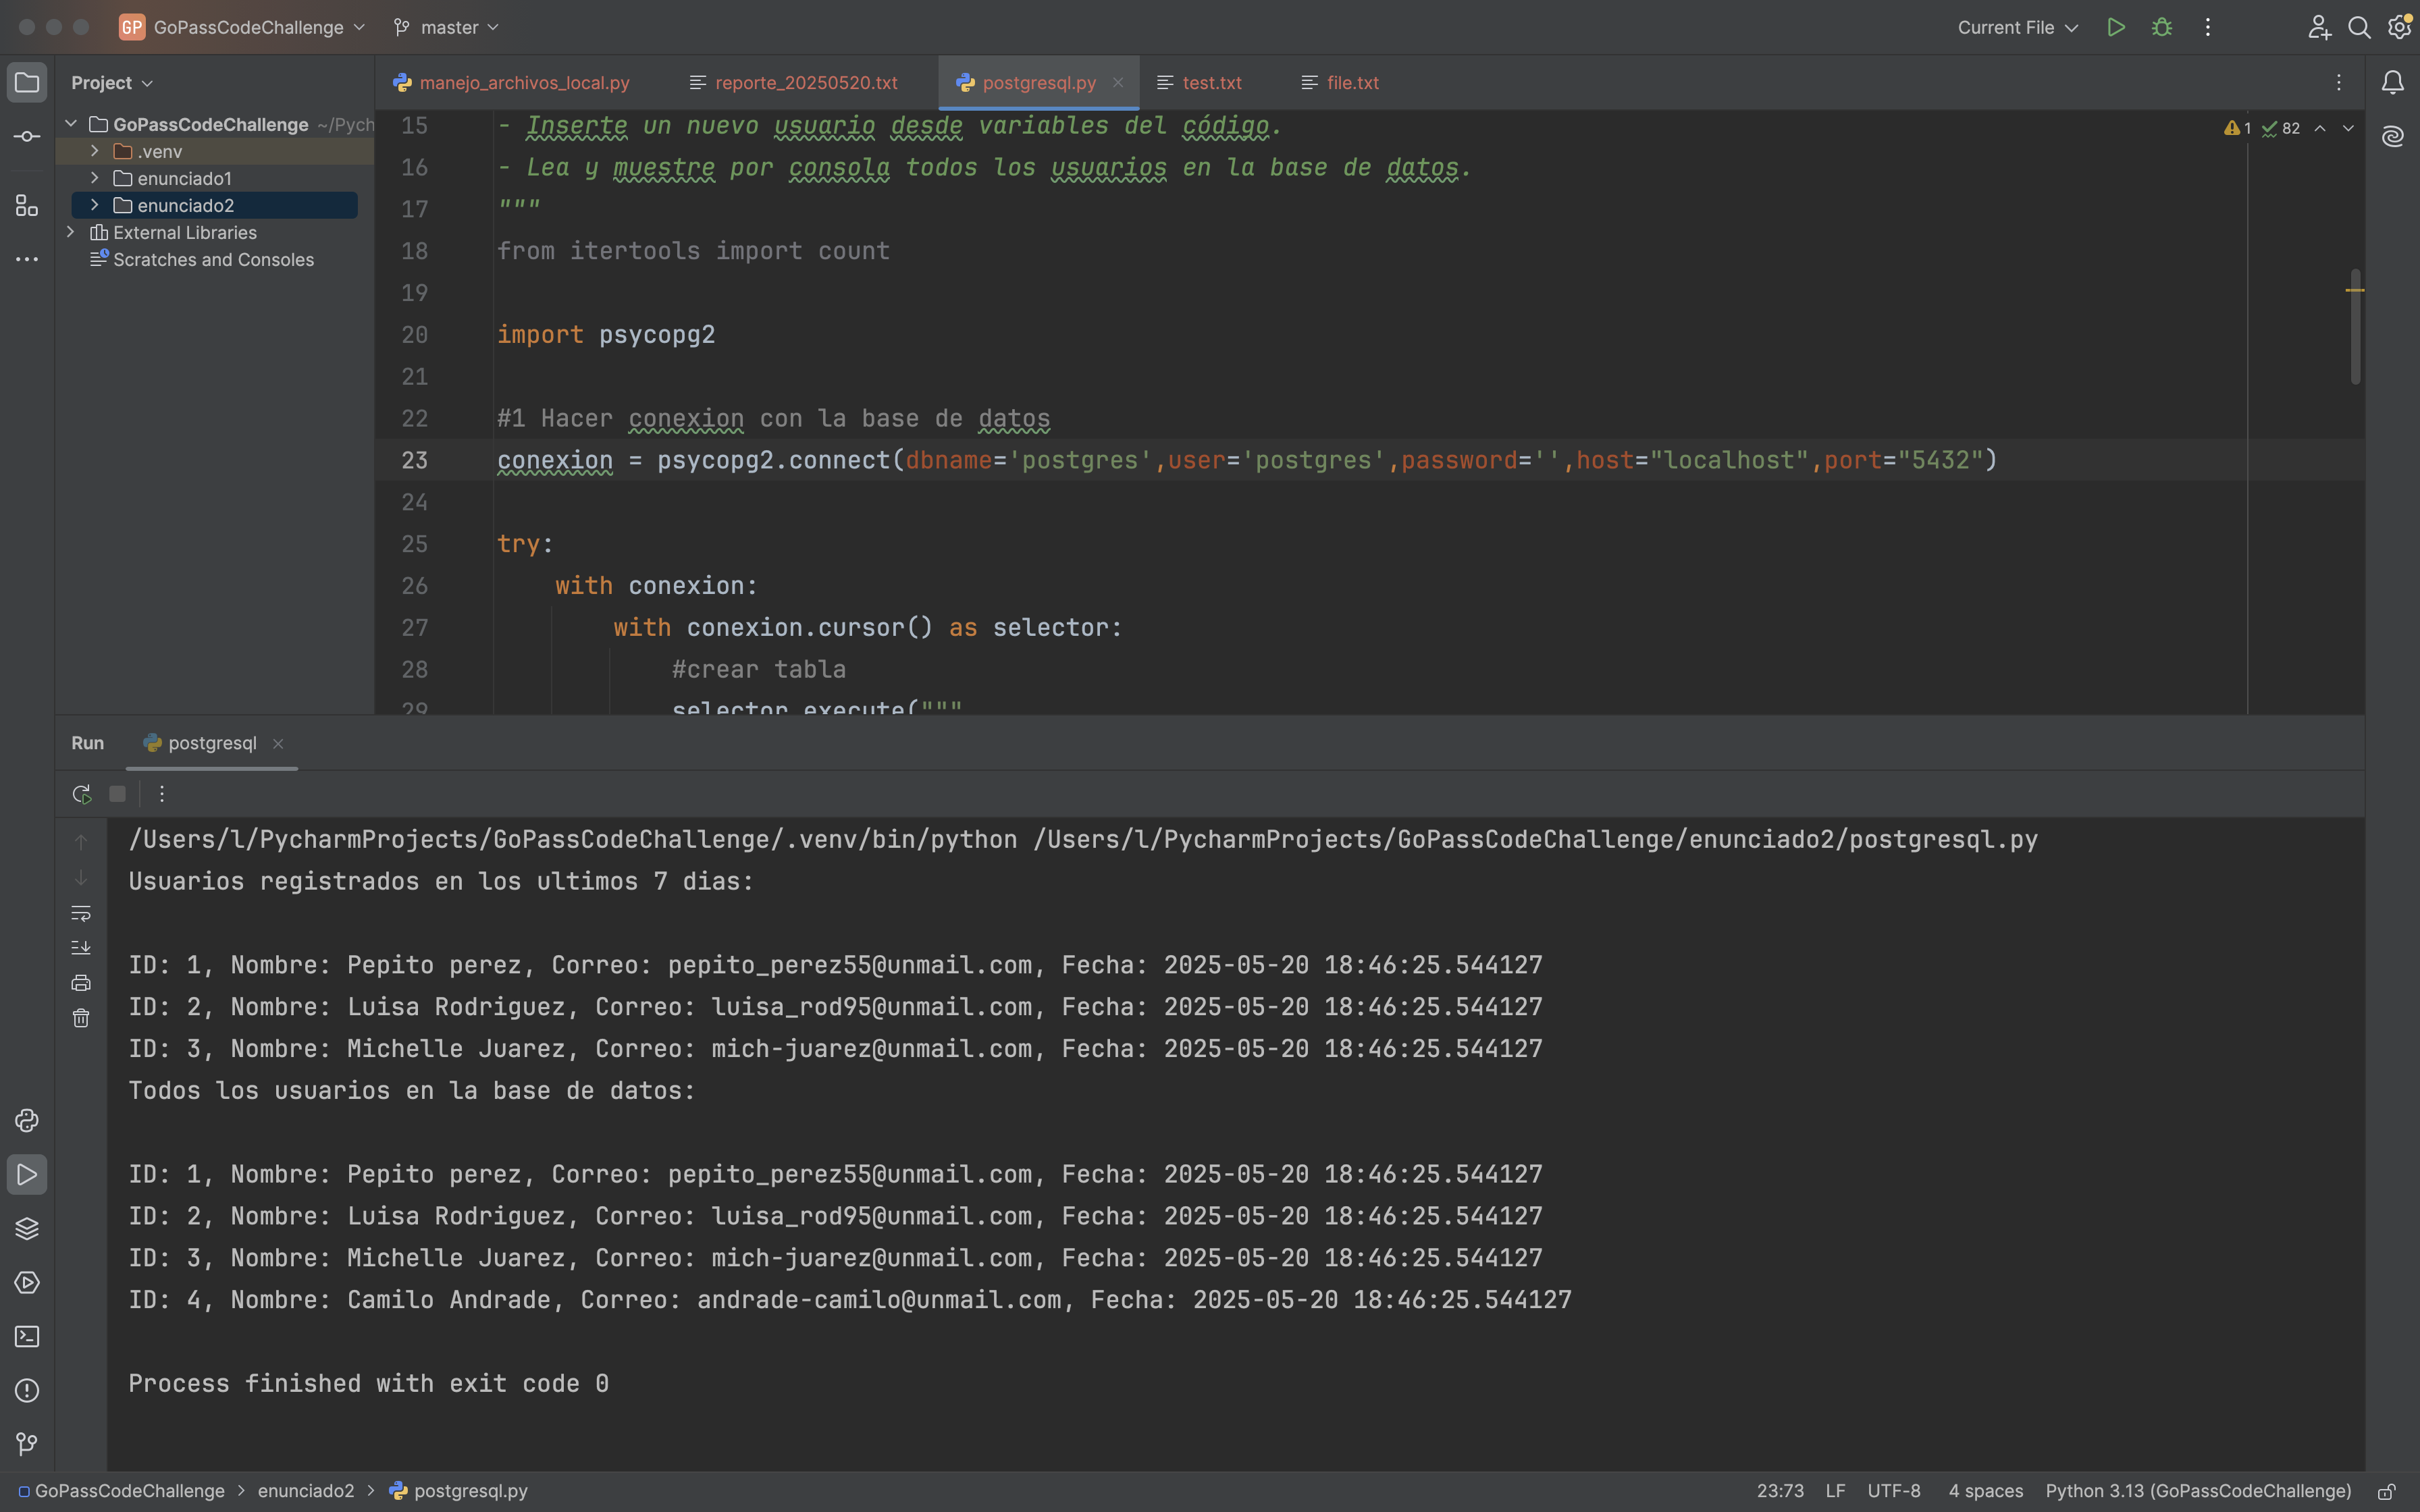 GP GoPassCodeChallenge master Current File
Project
manejo_archivos_local.py reporte_20250520.txt postgresql.py test.txt file.txt
GoPassCodeChallenge ~/Pych
.venv
enunciado1
enunciado2
External Libraries
Scratches and Consoles
1 82
15 - Inserte un nuevo usuario desde variables del código.
16 - Lea y muestre por consola todos los usuarios en la base de datos.
17 """
18 from itertools import count
19
20 import psycopg2
21
22 #1 Hacer conexion con la base de datos
23 conexion = psycopg2.connect(dbname='postgres',user='postgres',password='',host="localhost",port="5432")
24
25 try:
26 with conexion:
27 with conexion.cursor() as selector:
28 #crear tabla
29 selector.execute("""
Run postgresql
/Users/l/PycharmProjects/GoPassCodeChallenge/.venv/bin/python /Users/l/PycharmProjects/GoPassCodeChallenge/enunciado2/postgresql.py
Usuarios registrados en los ultimos 7 dias:
ID: 1, Nombre: Pepito perez, Correo: pepito_perez55@unmail.com, Fecha: 2025-05-20 18:46:25.544127
ID: 2, Nombre: Luisa Rodriguez, Correo: luisa_rod95@unmail.com, Fecha: 2025-05-20 18:46:25.544127
ID: 3, Nombre: Michelle Juarez, Correo: mich-juarez@unmail.com, Fecha: 2025-05-20 18:46:25.544127
Todos los usuarios en la base de datos:
ID: 1, Nombre: Pepito perez, Correo: pepito_perez55@unmail.com, Fecha: 2025-05-20 18:46:25.544127
ID: 2, Nombre: Luisa Rodriguez, Correo: luisa_rod95@unmail.com, Fecha: 2025-05-20 18:46:25.544127
ID: 3, Nombre: Michelle Juarez, Correo: mich-juarez@unmail.com, Fecha: 2025-05-20 18:46:25.544127
ID: 4, Nombre: Camilo Andrade, Correo: andrade-camilo@unmail.com, Fecha: 2025-05-20 18:46:25.544127
Process finished with exit code 0
GoPassCodeChallenge > enunciado2 > postgresql.py 23:73 LF UTF-8 4 spaces Python 3.13 (GoPassCodeChallenge)